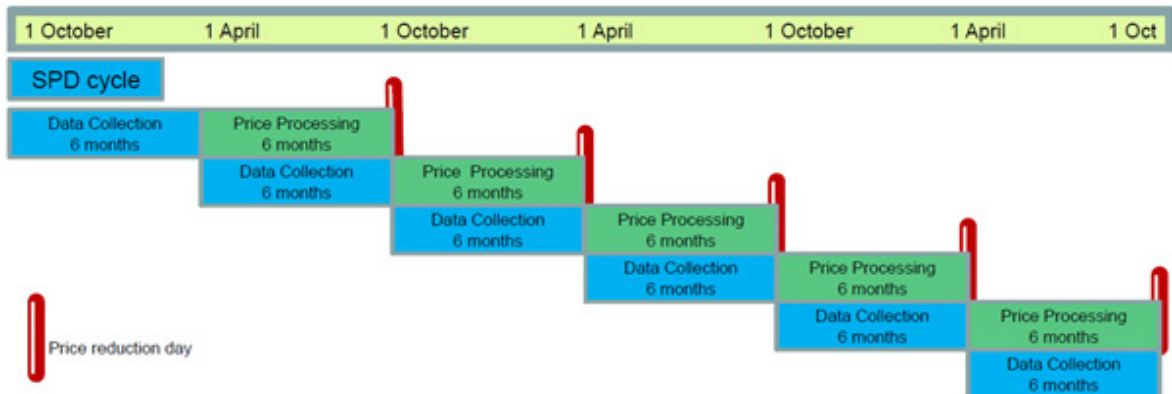 1 October 1 April 1 October 1 April 1 October 1 April 1 Oct
SPD cycle
Data Collection
6 months
Price Processing
6 months
Data Collection
6 months
Price  Processing
6 months
Data Collection
6 months
Price Processing
6 months
Data Collection
6 months
Price Processing
6 months
Data Collection
6 months
Price Processing
6 months
Data Collection
6 months
Price reduction day